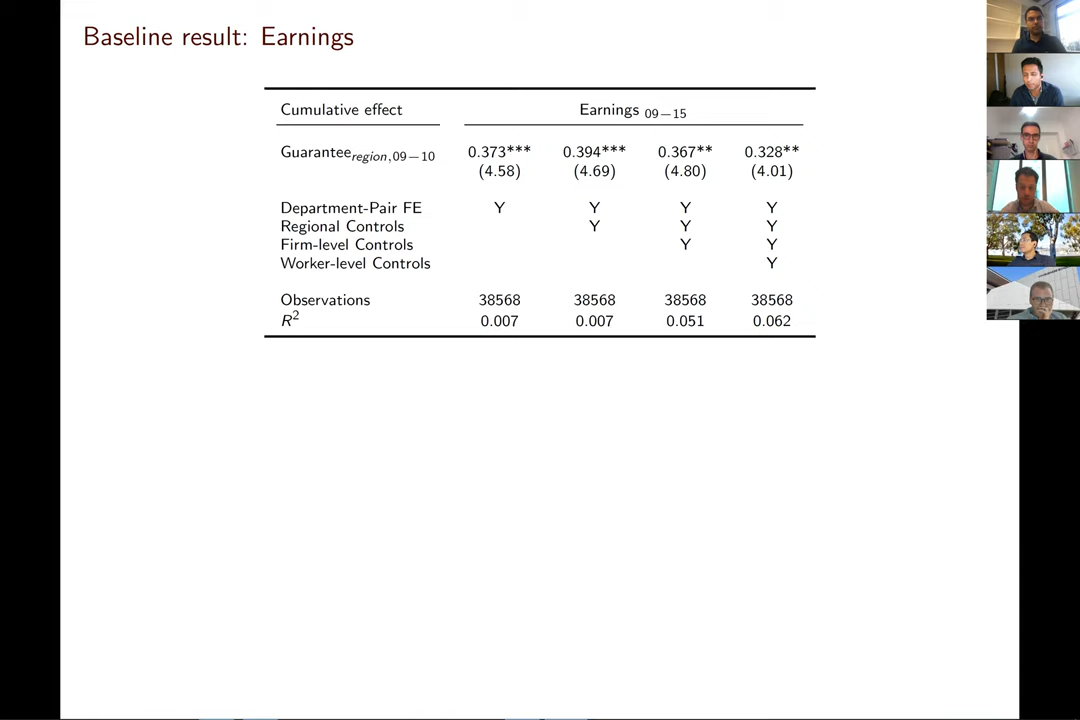 Baseline result: Earnings
Cumulative effect Earnings 09−15
Guarantee region,09−10 0.373*** 0.394*** 0.367** 0.328**
(4.58) (4.69) (4.80) (4.01)
Department-Pair FE Y Y Y Y
Regional Controls Y Y Y
Firm-level Controls Y Y
Worker-level Controls Y
Observations 38568 38568 38568 38568
R2 0.007 0.007 0.051 0.062